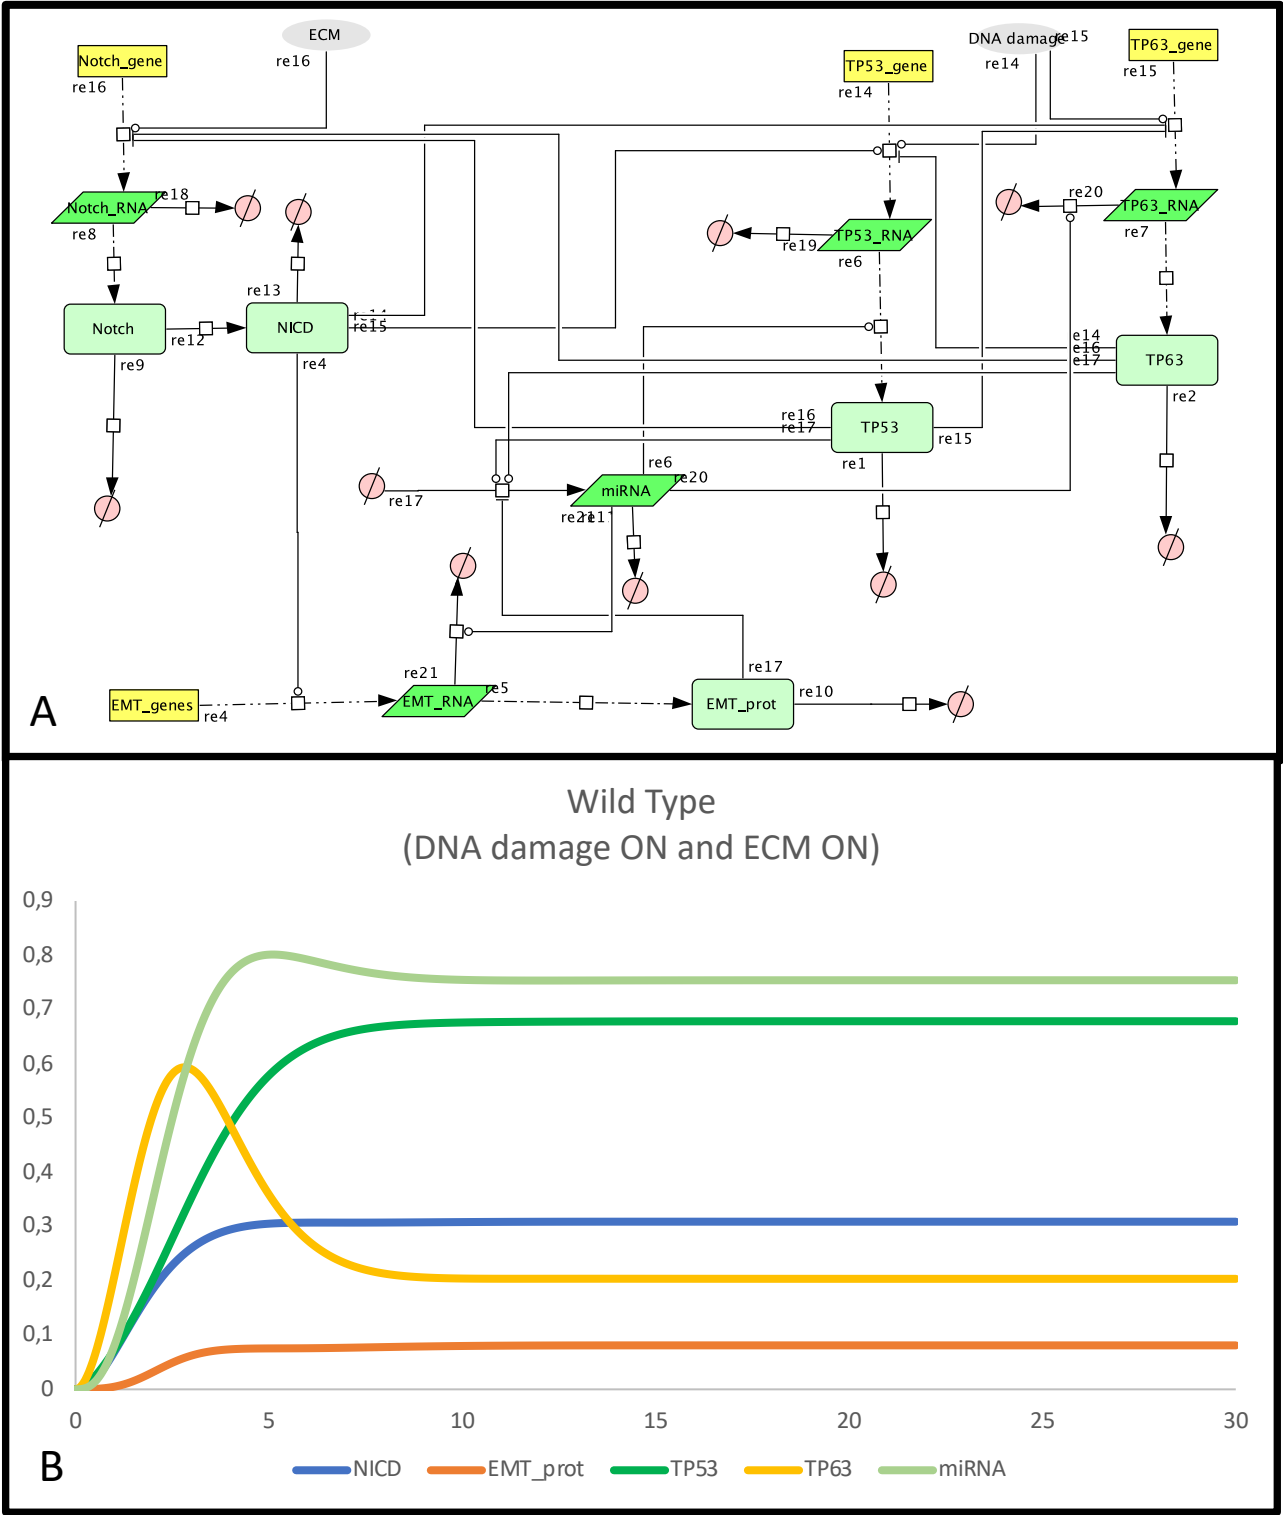 ECM
DNA damage
re15
TP63_gene
Notch_gene
re16
TP53_gene
re14
re15
re16
re14
Notch_RNA
re18
re20
TP63_RNA
re8
TP53_RNA
re19
re7
re6
re13
Notch
NICD
re15
re12
re14
re16
re17
TP63
re9
re4
re2
re16
re17
TP53
re15
re1
re6
re20
re17
miRNA
re21
re17
re21
re5
re10
EMT_genes
EMT_RNA
EMT_prot
re4
A
Wild Type
(DNA damage ON and ECM ON)
0,9
0,8
0,7
0,6
0,5
0,4
0,3
0,2
0,1
0
0 5 10 15 20 25 30
B
NICD EMT_prot TP53 TP63 miRNA